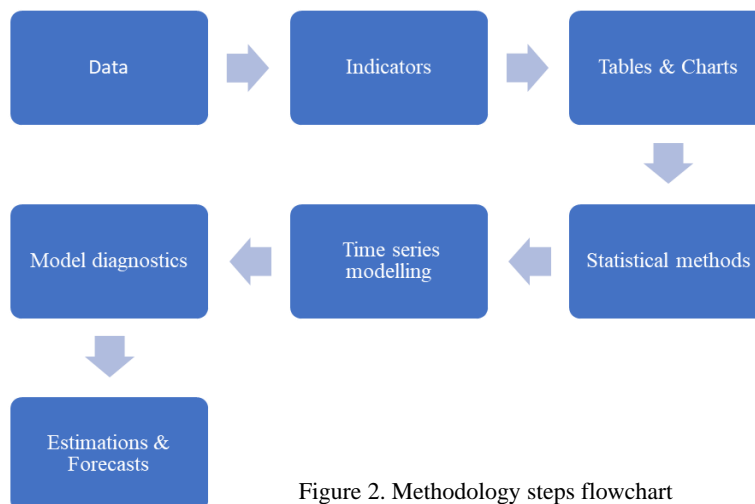 Data
Indicators
Tables & Charts
Statistical methods
Time series
modelling
Model diagnostics
Estimations &
Forecasts
Figure 2. Methodology steps flowchart